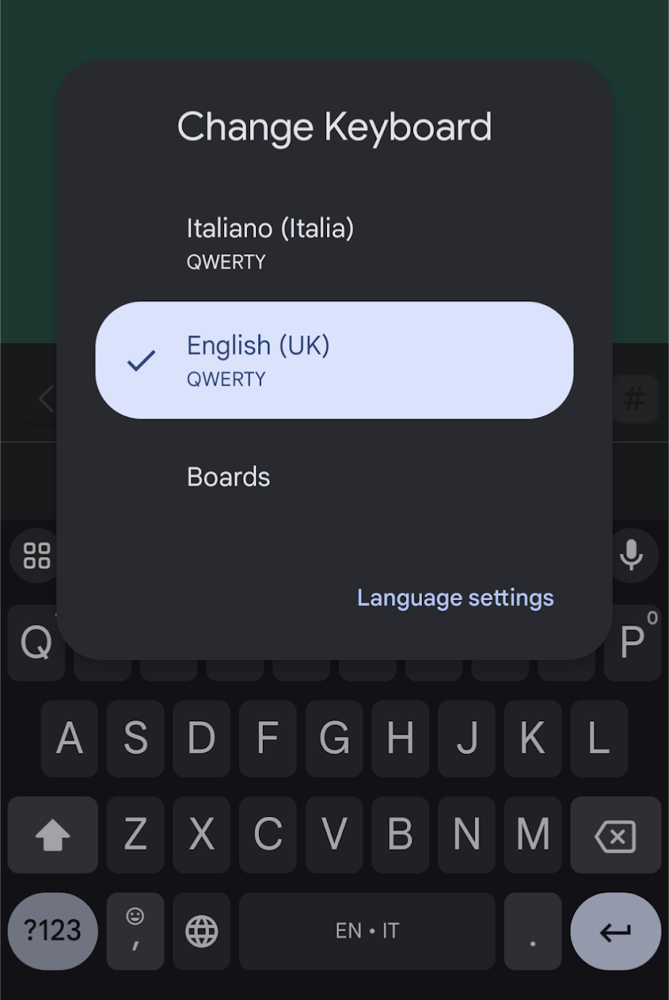 Change Keyboard
Italiano (Italia)
QWERTY
English (UK)
QWERTY
Boards
#
Language settings
Q P 0
A S D F G H J K L
Z X C V B N M
?123 , EN • IT .